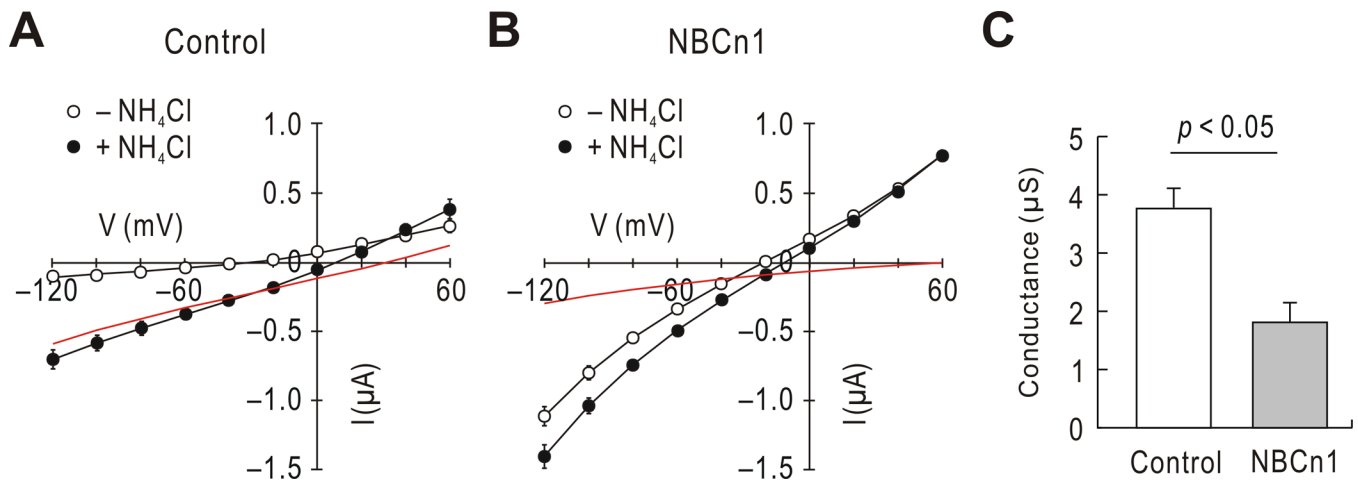 A
Control
– NH₄Cl
+ NH₄Cl
V (mV)
1.0
0.5
0
–0.5
–1.0
–1.5
–120
–60
60
I (μA)
B
NBCn1
– NH₄Cl
+ NH₄Cl
V (mV)
1.0
0.5
0
–0.5
–1.0
–1.5
–120
–60
60
I (μA)
C
p < 0.05
Conductance (μS)
5
4
3
2
1
0
Control
NBCn1